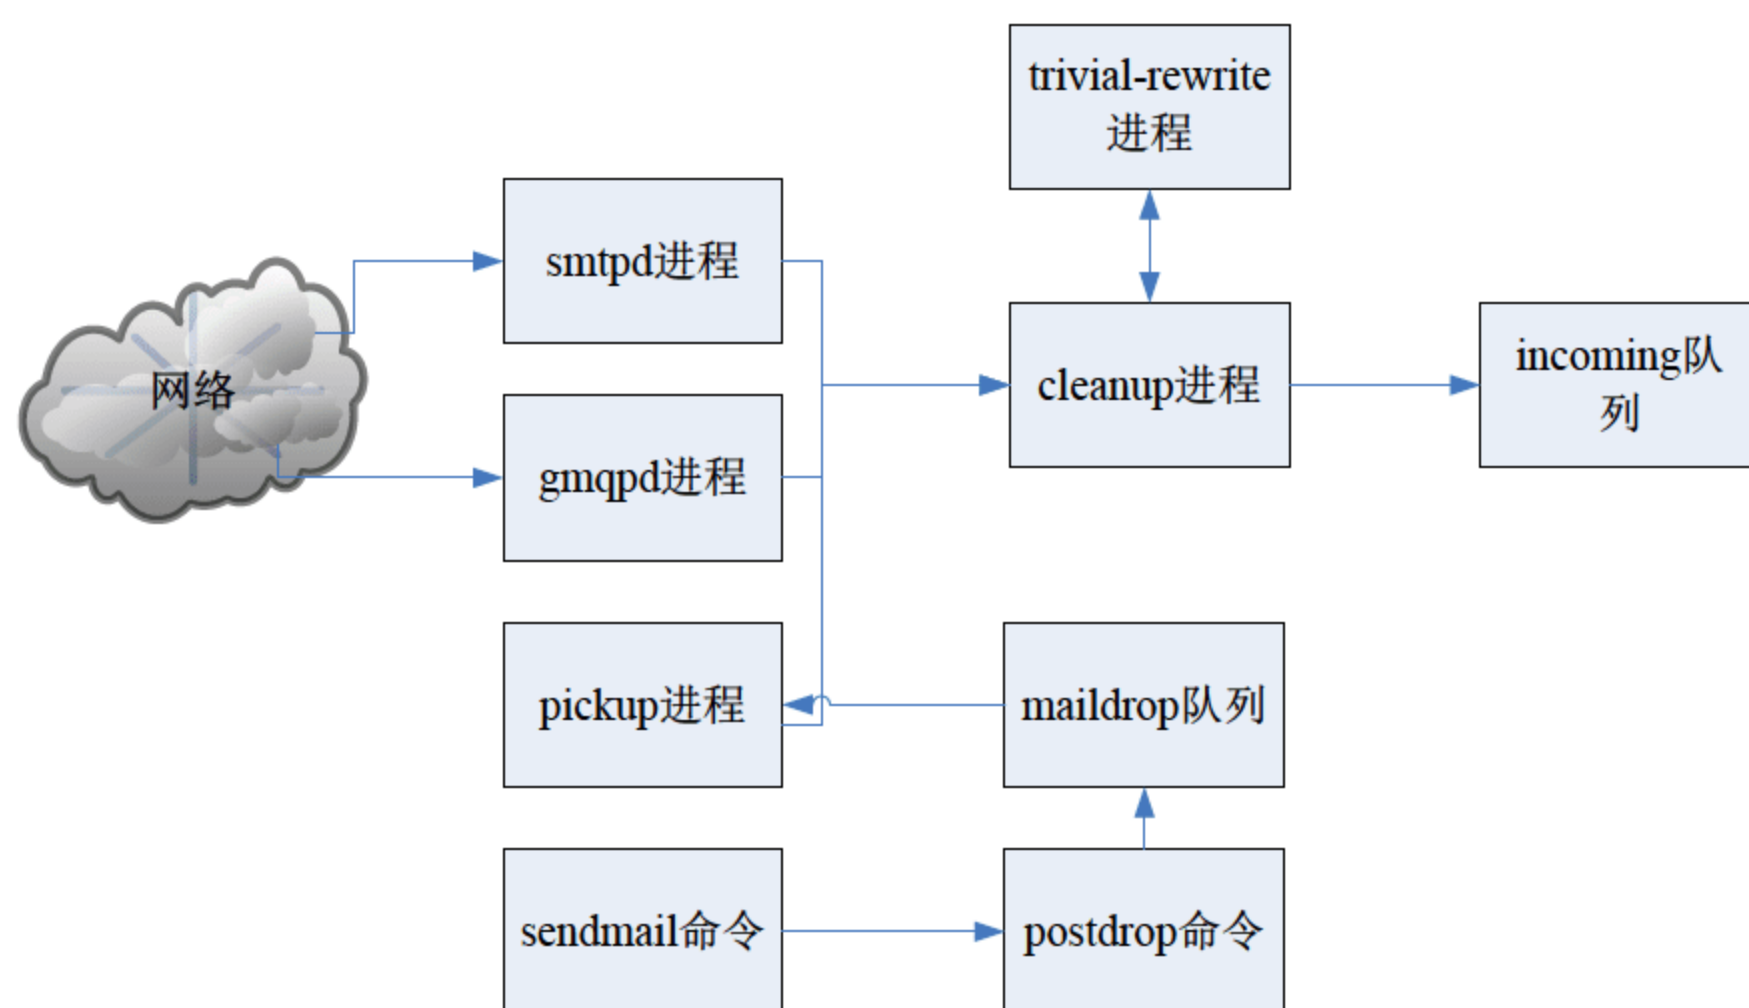 trivial-rewrite
进程
smtpd进程
网络
cleanup进程
incoming队
列
gmqpd进程
pickup进程
maildrop队列
sendmail命令
postdrop命令